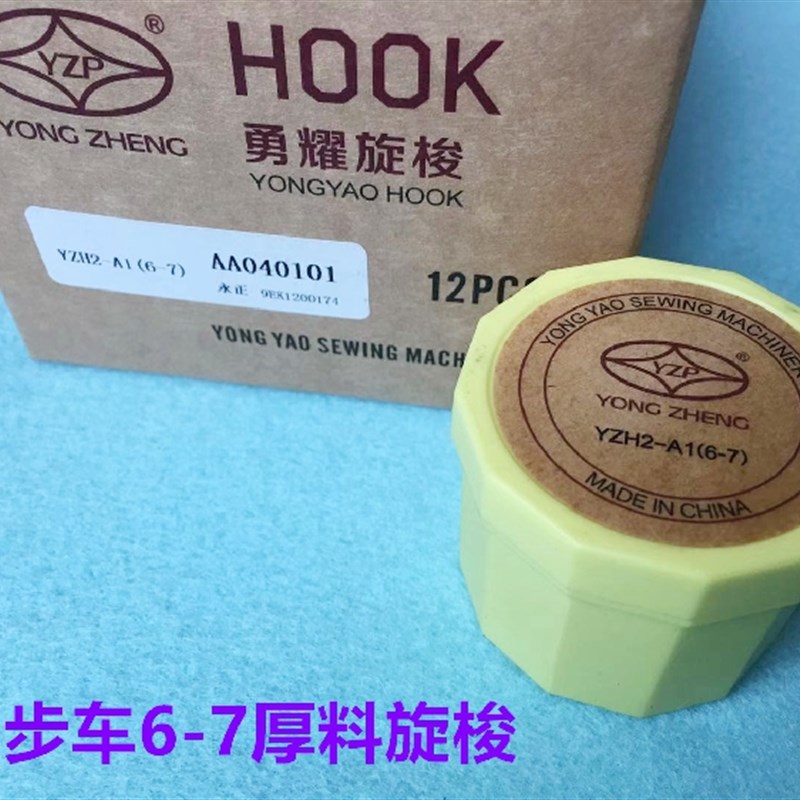 YZP
®
YONG ZHENG
HOOK
勇耀旋梭
YONGYAO HOOK
YZH2-A1(6-7) AA040101
永正 9E81200174
12PC
YONG YAO SEWING MACH
YONG YAO SEWING MACHINER
YZP
®
YONG ZHENG
YZH2-A1(6-7)
MADE IN CHINA
步车6-7厚料旋梭